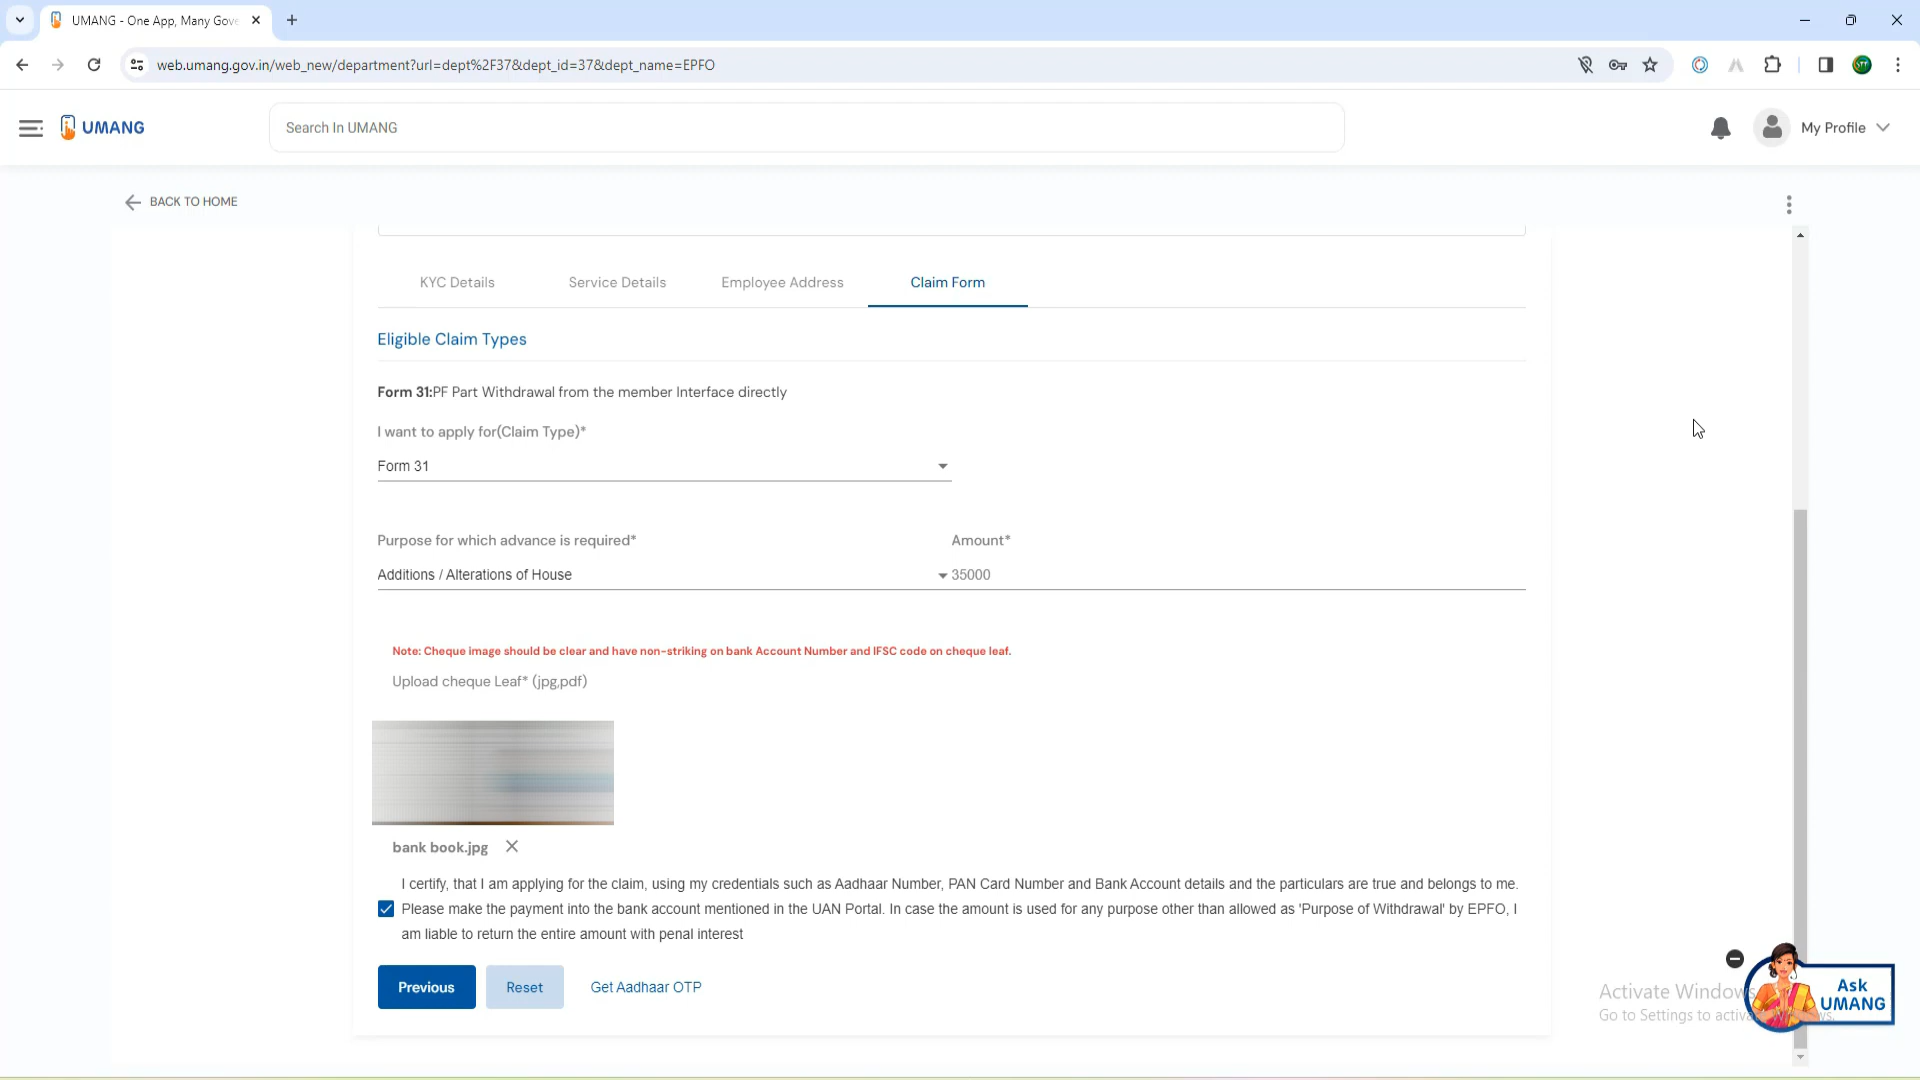 UMANG - One App, Many Gove
web.umang.gov.in/web_new/department?url=dept%2F37&dept_id=37&dept_name=EPFO
UMANG
Search In UMANG
My Profile
BACK TO HOME
KYC Details
Service Details
Employee Address
Claim Form
Eligible Claim Types
Form 31:PF Part Withdrawal from the member Interface directly
I want to apply for(Claim Type)*
Form 31
Purpose for which advance is required*
Amount*
Additions / Alterations of House
35000
Note: Cheque image should be clear and have non-striking on bank Account Number and IFSC code on cheque leaf.
Upload cheque Leaf* (jpg,pdf)
bank book.jpg
I certify, that I am applying for the claim, using my credentials such as Aadhaar Number, PAN Card Number and Bank Account details and the particulars are true and belongs to me.
Please make the payment into the bank account mentioned in the UAN Portal. In case the amount is used for any purpose other than allowed as 'Purpose of Withdrawal' by EPFO, I
am liable to return the entire amount with penal interest
Previous
Reset
Get Aadhaar OTP
Activate Windows
Go to Settings to activa
Ask
UMANG